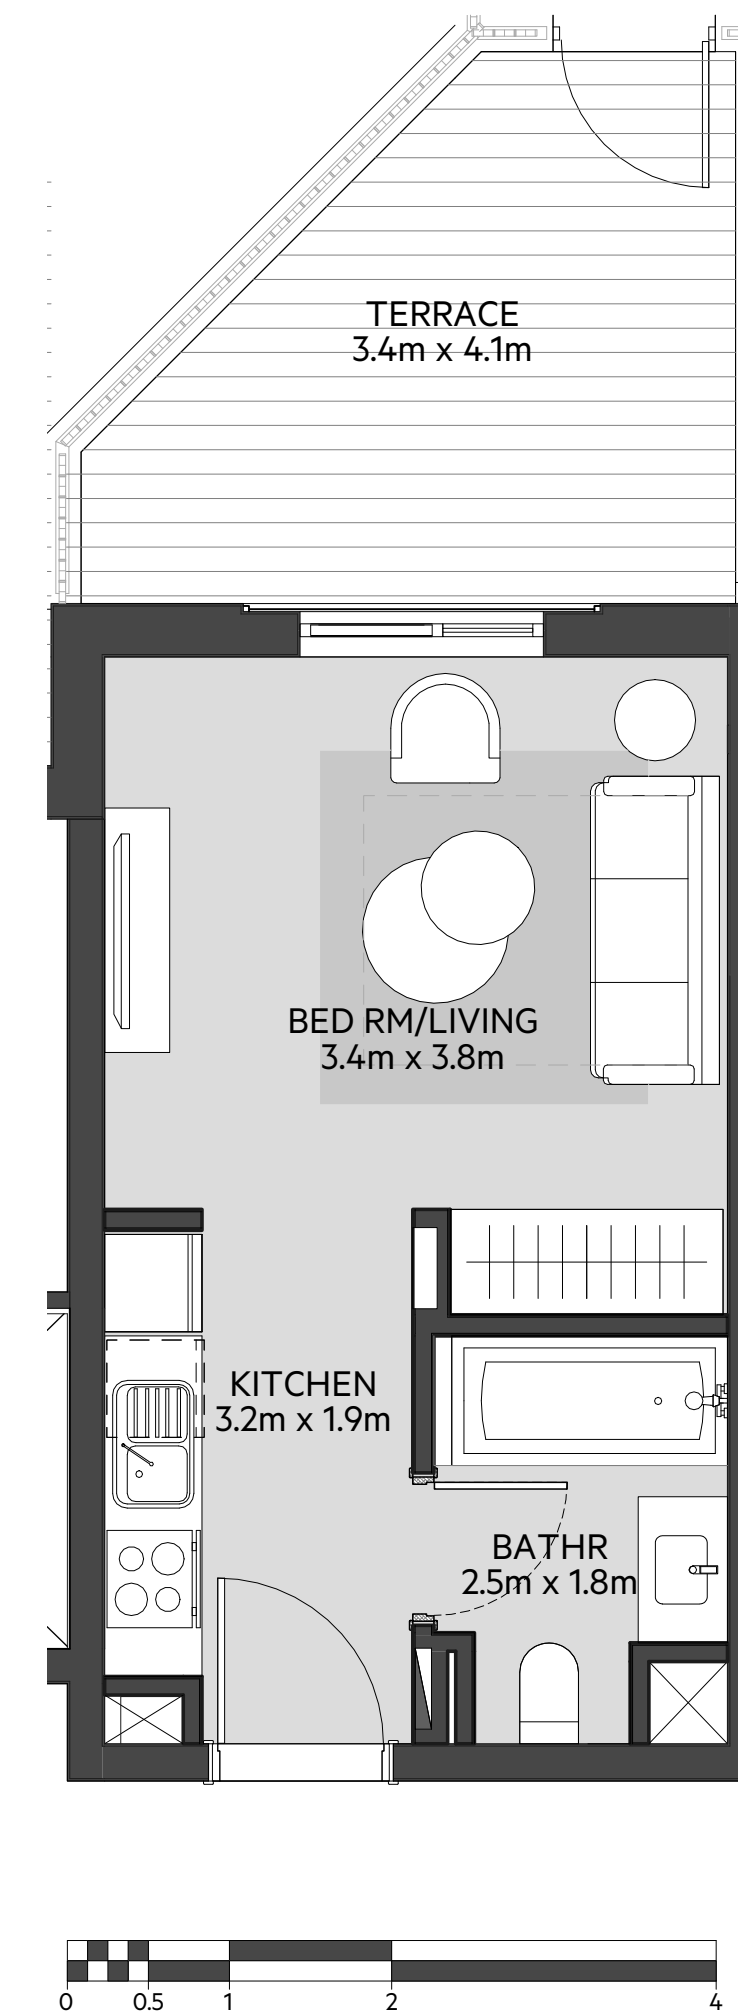 TERRACE
3.4m x 4.1m
BED RM/LIVING
3.4m x 3.8m
KITCHEN
3.2m x 1.9m
BATHR
2.5m x 1.8m
0 0.5 1 2 4